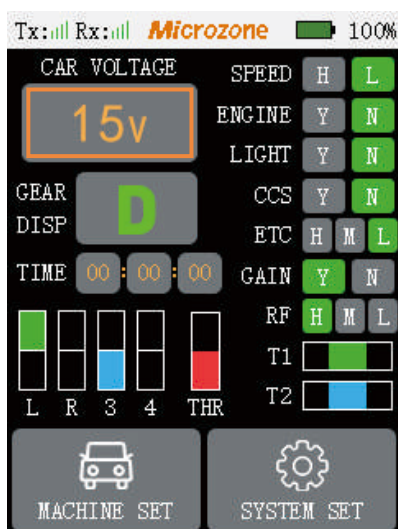 Tx: Rx: Microzone 100%
CAR VOLTAGE
15v
SPEED H L
ENGINE Y N
LIGHT Y N
GEAR DISP
D
CCS Y N
ETC H M L
TIME 00:00:00
GAIN Y N
RF H M L
T1
T2
L R 3 4 THR
MACHINE SET
SYSTEM SET